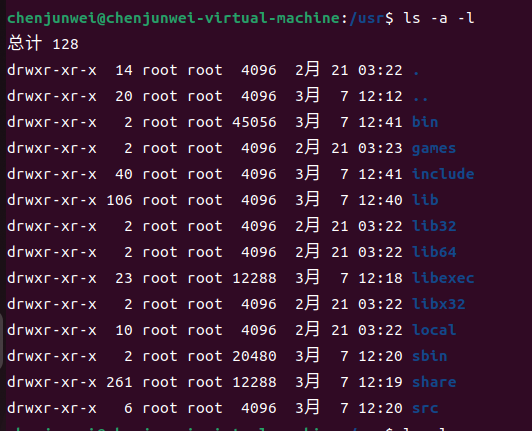 chenjunwei@chenjunwei-virtual-machine:/usr$ ls -a -l
总计 128
drwxr-xr-x  14 root root  4096  2月 21 03:22 .
drwxr-xr-x  20 root root  4096  3月  7 12:12 ..
drwxr-xr-x   2 root root 45056  3月  7 12:41 bin
drwxr-xr-x   2 root root  4096  2月 21 03:23 games
drwxr-xr-x  40 root root  4096  3月  7 12:41 include
drwxr-xr-x 106 root root  4096  3月  7 12:40 lib
drwxr-xr-x   2 root root  4096  2月 21 03:22 lib32
drwxr-xr-x   2 root root  4096  2月 21 03:22 lib64
drwxr-xr-x  23 root root 12288  3月  7 12:18 libexec
drwxr-xr-x   2 root root  4096  2月 21 03:22 libx32
drwxr-xr-x  10 root root  4096  2月 21 03:22 local
drwxr-xr-x   2 root root 20480  3月  7 12:20 sbin
drwxr-xr-x 261 root root 12288  3月  7 12:19 share
drwxr-xr-x   6 root root  4096  3月  7 12:20 src